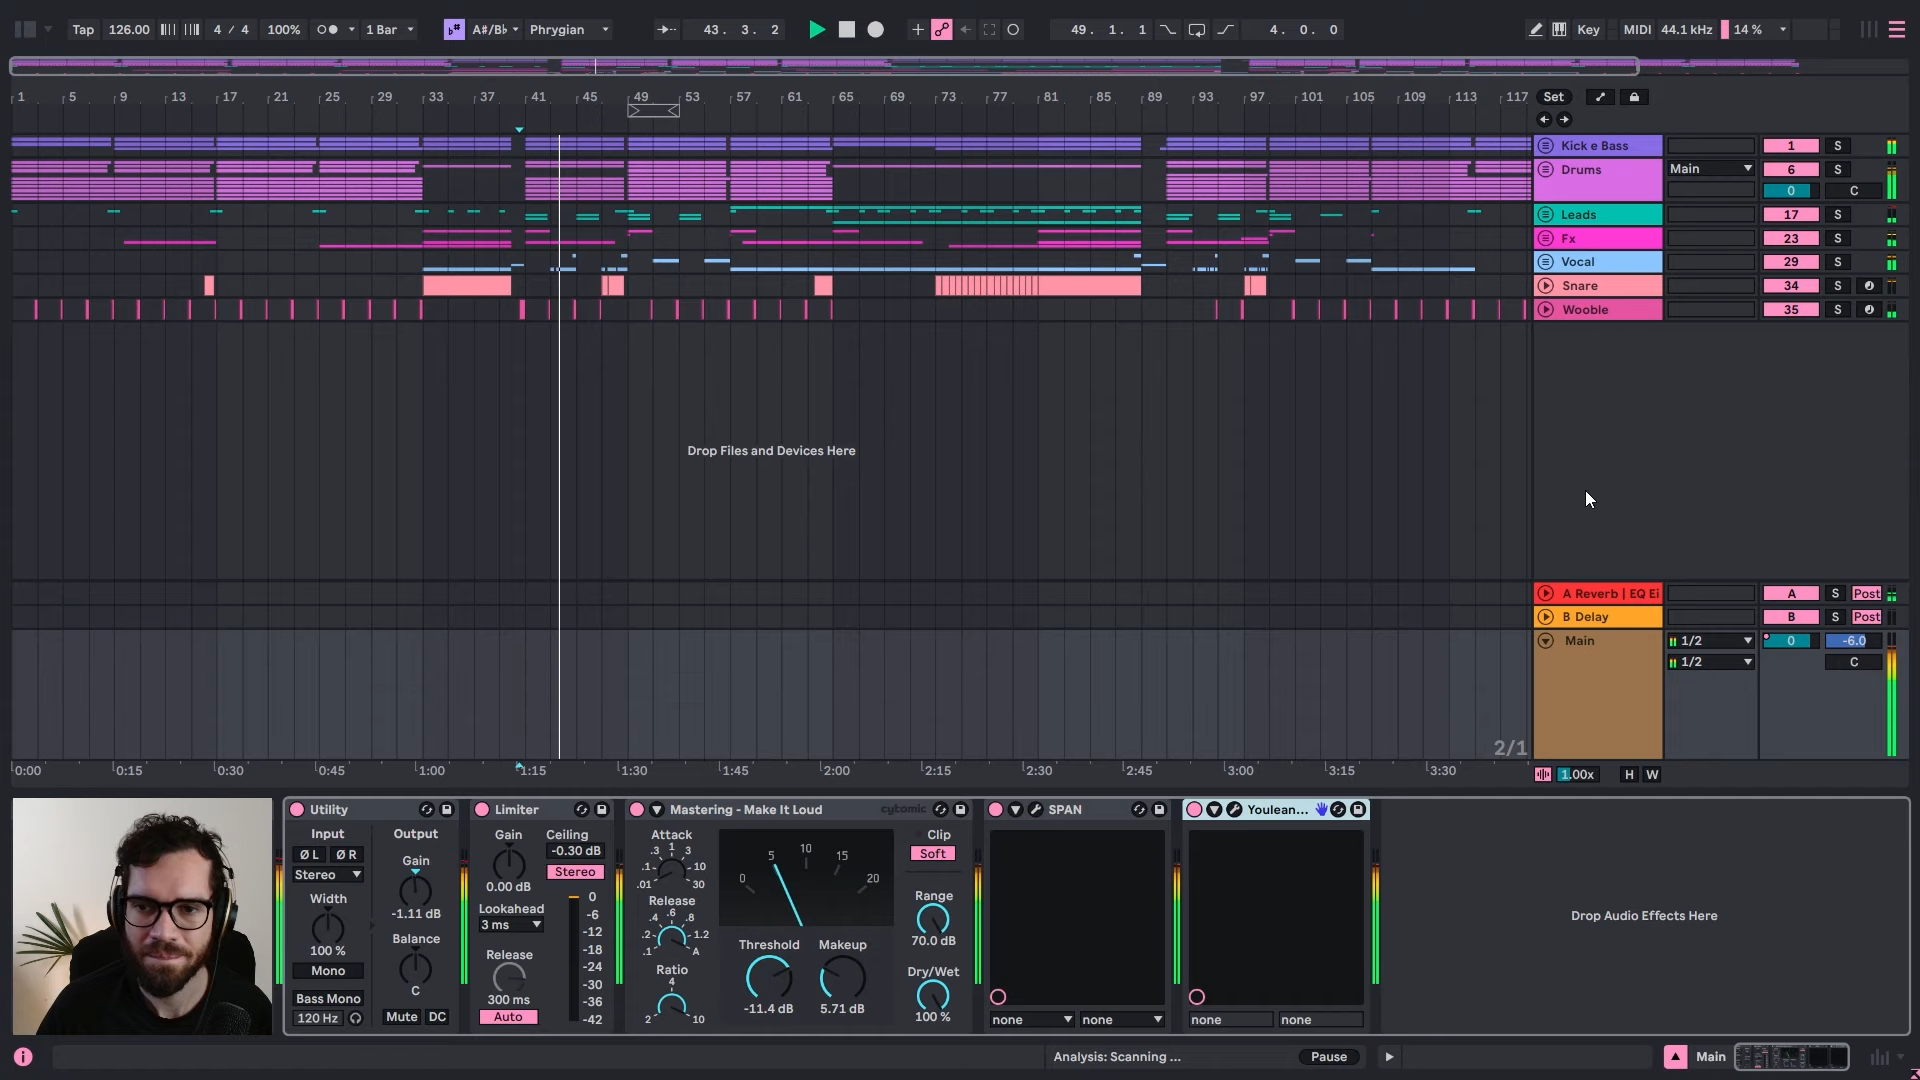 Tap 126.00 4 / 4 100% 1 Bar A#/B♭ Phrygian 43. 3. 2 49. 1. 1 4. 0. 0 Key MIDI 44.1 kHz 14 %
1 5 9 13 17 21 25 29 33 37 41 45 49 53 57 61 65 69 73 77 81 85 89 93 97 101 105 109 113 117 Set
Kick e Bass 1 S
Drums Main 6 S
0 C
Leads 17 S
Fx 23 S
Vocal 29 S
Snare 34 S
Wooble 35 S
Drop Files and Devices Here
A Reverb | EQ Ei A S Post
B Delay B S Post
Main 1/2 0 -6.0
1/2 C
2/1
0:00 0:15 0:30 0:45 1:00 1:15 1:30 1:45 2:00 2:15 2:30 2:45 3:00 3:15 3:30 1.00x H W
Utility
Input Output
Ø L Ø R
Stereo
Gain
-1.11 dB
Width
100 %
Balance
C
Mono
Bass Mono
120 Hz Mute DC
Limiter
Gain Ceiling
-0.30 dB
Stereo
0.00 dB
Lookahead
3 ms
Release
300 ms
Auto
0
-6
-12
-18
-24
-30
-36
-42
Mastering - Make It Loud cytomic
Attack
.3 1 3
.1 10
.01 30
Release
.4 .6 .8
.2 1.2
.1 A
Ratio
4
2 10
0 5 10 15 20
Threshold Makeup
-11.4 dB 5.71 dB
Clip
Soft
Range
70.0 dB
Dry/Wet
100 %
SPAN
none none
Youlean...
none none
Drop Audio Effects Here
Analysis: Scanning ... Pause Main